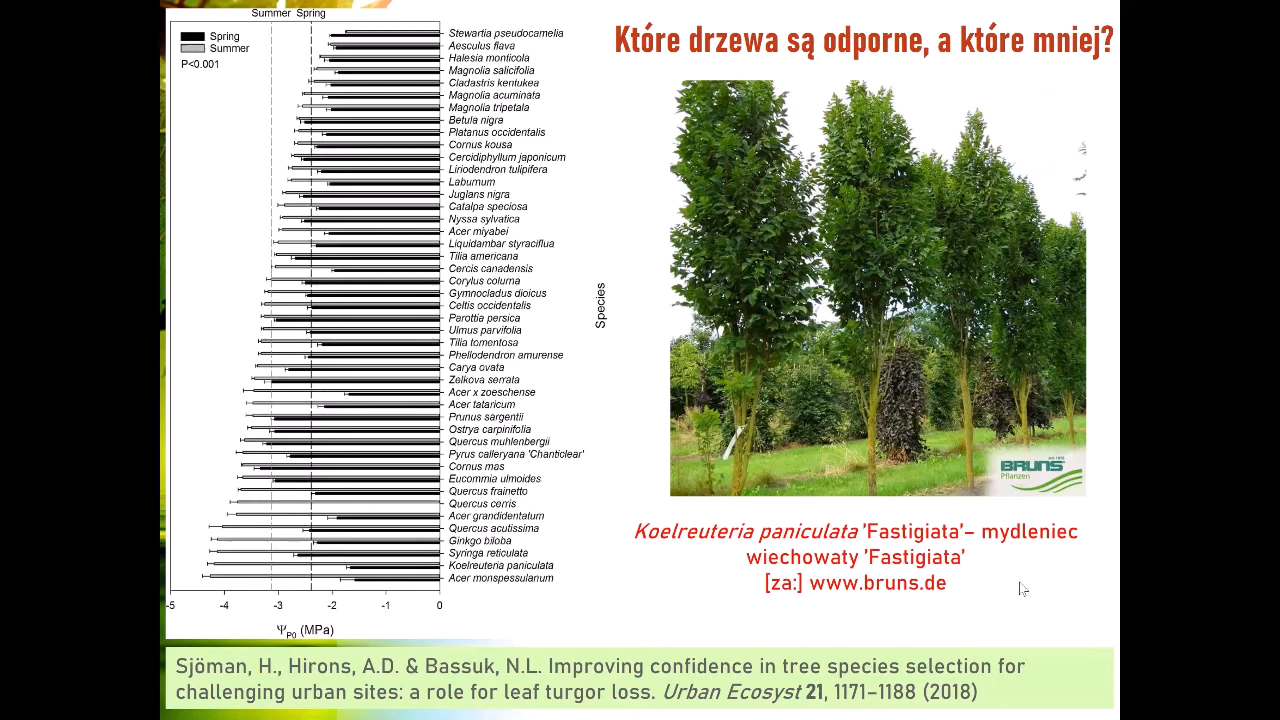 Summer Spring
Spring
Summer
P<0.001
Stewartia pseudocamelia
Aesculus flava
Halesia monticola
Magnolia salicifolia
Cladastris kentukea
Magnolia acuminata
Magnolia tripetala
Betula nigra
Platanus occidentalis
Cornus kousa
Cercidiphyllum japonicum
Liriodendron tulipifera
Laburnum
Juglans nigra
Catalpa speciosa
Nyssa sylvatica
Acer miyabei
Liquidambar styraciflua
Tilia americana
Cercis canadensis
Corylus colurna
Gymnocladus dioicus
Celtis occidentalis
Parottia persica
Ulmus parvifolia
Tilia tomentosa
Phellodendron amurense
Carya ovata
Zelkova serrata
Acer x zoeschense
Acer tataricum
Prunus sargentii
Ostrya carpinifolia
Quercus muhlenbergii
Pyrus calleryana 'Chanticlear'
Cornus mas
Eucommia ulmoides
Quercus frainetto
Quercus cerris
Acer grandidentatum
Quercus acutissima
Ginkgo biloba
Syringa reticulata
Koelreuteria paniculata
Acer monspessulanum
Species
-5 -4 -3 -2 -1 0
ΨP0 (MPa)
Które drzewa są odporne, a które mniej?
BRUNS
Pflanzen
Koelreuteria paniculata 'Fastigiata'– mydleniec
wiechowaty 'Fastigiata'
[za:] www.bruns.de
Sjöman, H., Hirons, A.D. & Bassuk, N.L. Improving confidence in tree species selection for
challenging urban sites: a role for leaf turgor loss. Urban Ecosyst 21, 1171–1188 (2018)